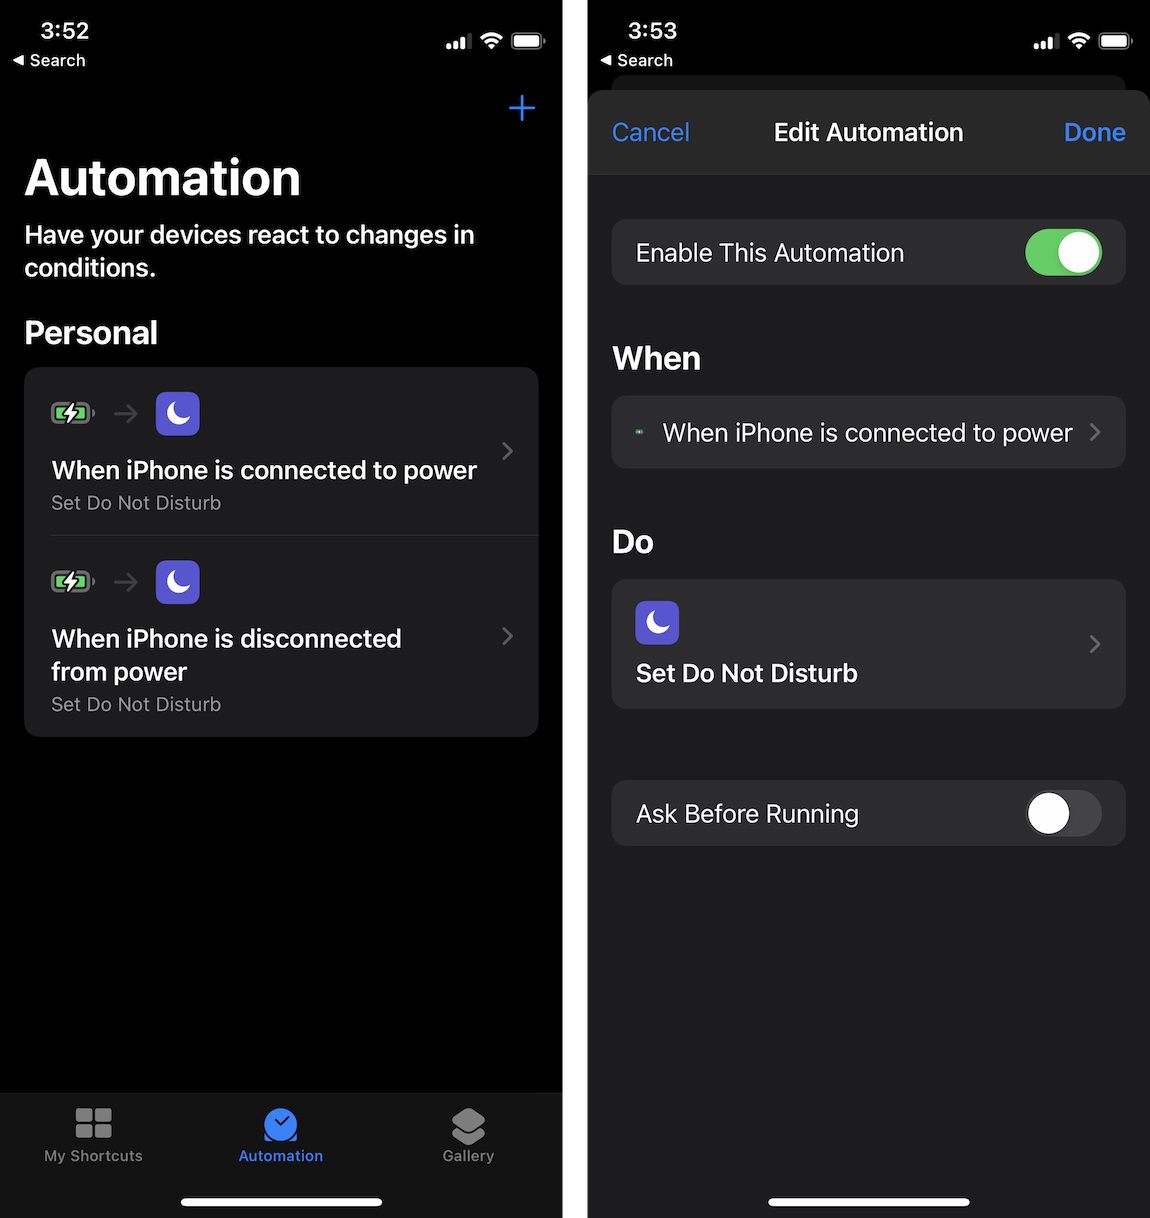 3:52
◀ Search
Automation
Have your devices react to changes in
conditions.
Personal
When iPhone is connected to power
Set Do Not Disturb
When iPhone is disconnected
from power
Set Do Not Disturb
My Shortcuts
Automation
Gallery
3:53
◀ Search
Cancel
Edit Automation
Done
Enable This Automation
When
When iPhone is connected to power
Do
Set Do Not Disturb
Ask Before Running